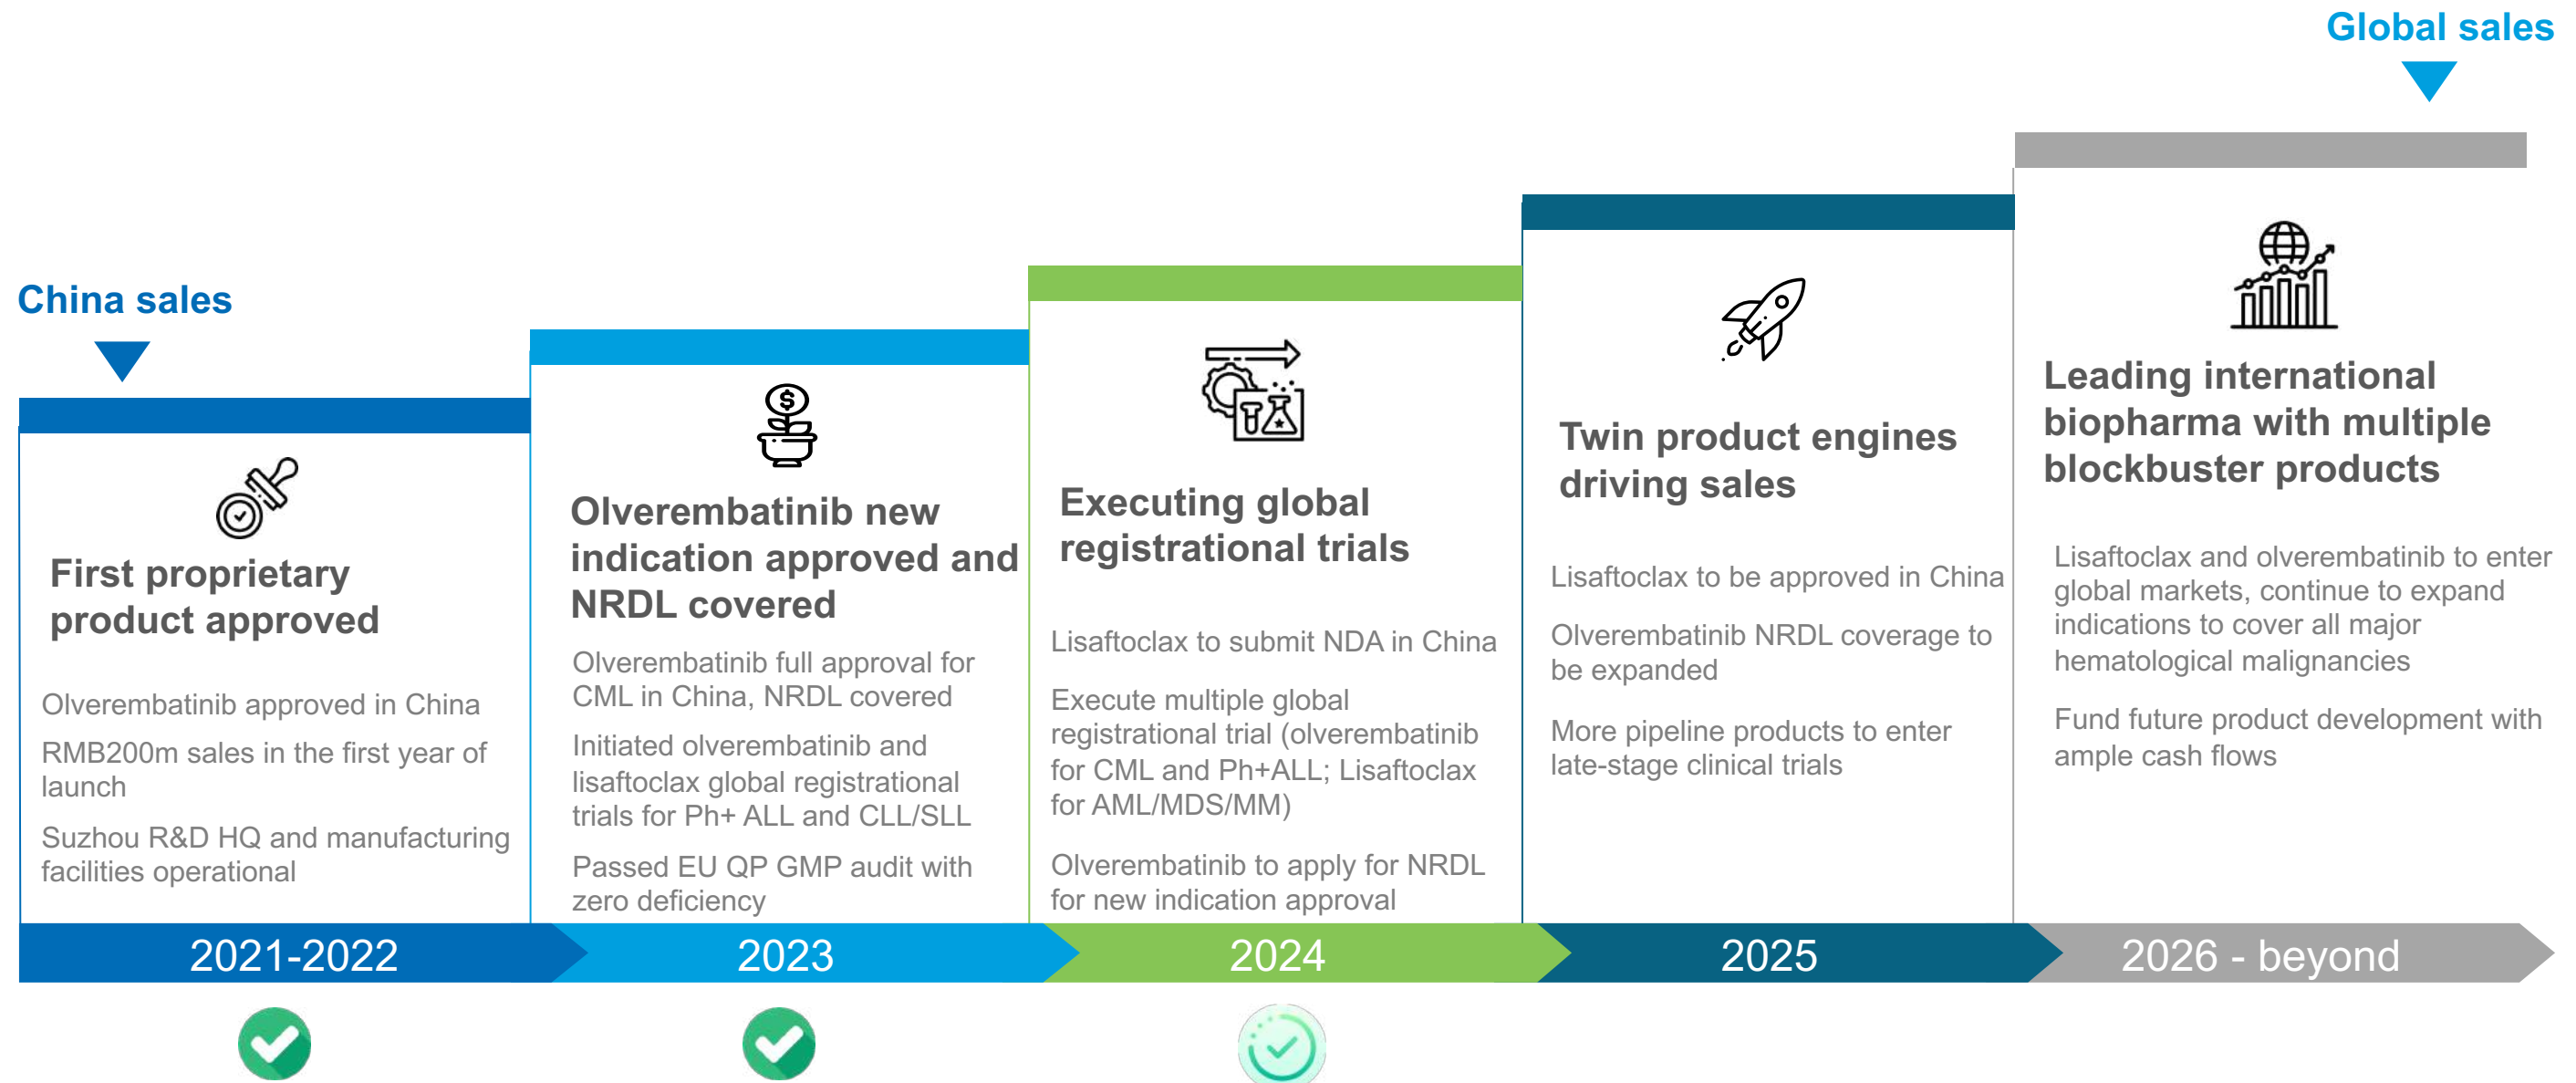 Global sales
China sales
First proprietary
product approved
Olverembatinib approved in China
RMB200m sales in the first year of
launch
Suzhou R&D HQ and manufacturing
facilities operational
2021-2022
$
Olverembatinib new
indication approved and
NRDL covered
Olverembatinib full approval for
CML in China, NRDL covered
Initiated olverembatinib and
lisaftoclax global registrational
trials for Ph+ ALL and CLL/SLL
Passed EU QP GMP audit with
zero deficiency
2023
Executing global
registrational trials
Lisaftoclax to submit NDA in China
Execute multiple global
registrational trial (olverembatinib
for CML and Ph+ALL; Lisaftoclax
for AML/MDS/MM)
Olverembatinib to apply for NRDL
for new indication approval
2024
Twin product engines
driving sales
Lisaftoclax to be approved in China
Olverembatinib NRDL coverage to
be expanded
More pipeline products to enter
late-stage clinical trials
2025
Leading international
biopharma with multiple
blockbuster products
Lisaftoclax and olverembatinib to enter
global markets, continue to expand
indications to cover all major
hematological malignancies
Fund future product development with
ample cash flows
2026 - beyond